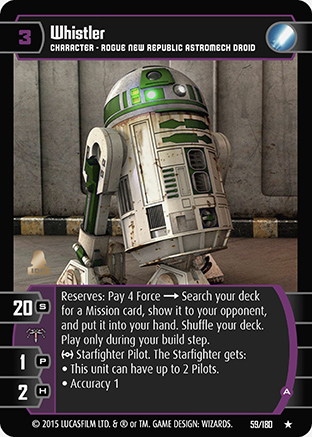 3
Whistler
CHARACTER - ROGUE NEW REPUBLIC ASTROMECH DROID
20 S
1 P
2 H
Reserves: Pay 4 Force → Search your deck
for a Mission card, show it to your opponent,
and put it into your hand. Shuffle your deck.
Play only during your build step.
Starfighter Pilot. The Starfighter gets:
• This unit can have up to 2 Pilots.
• Accuracy 1
A
© 2015 LUCASFILM LTD. & ® or TM. GAME DESIGN: WIZARDS.
59/180 ★